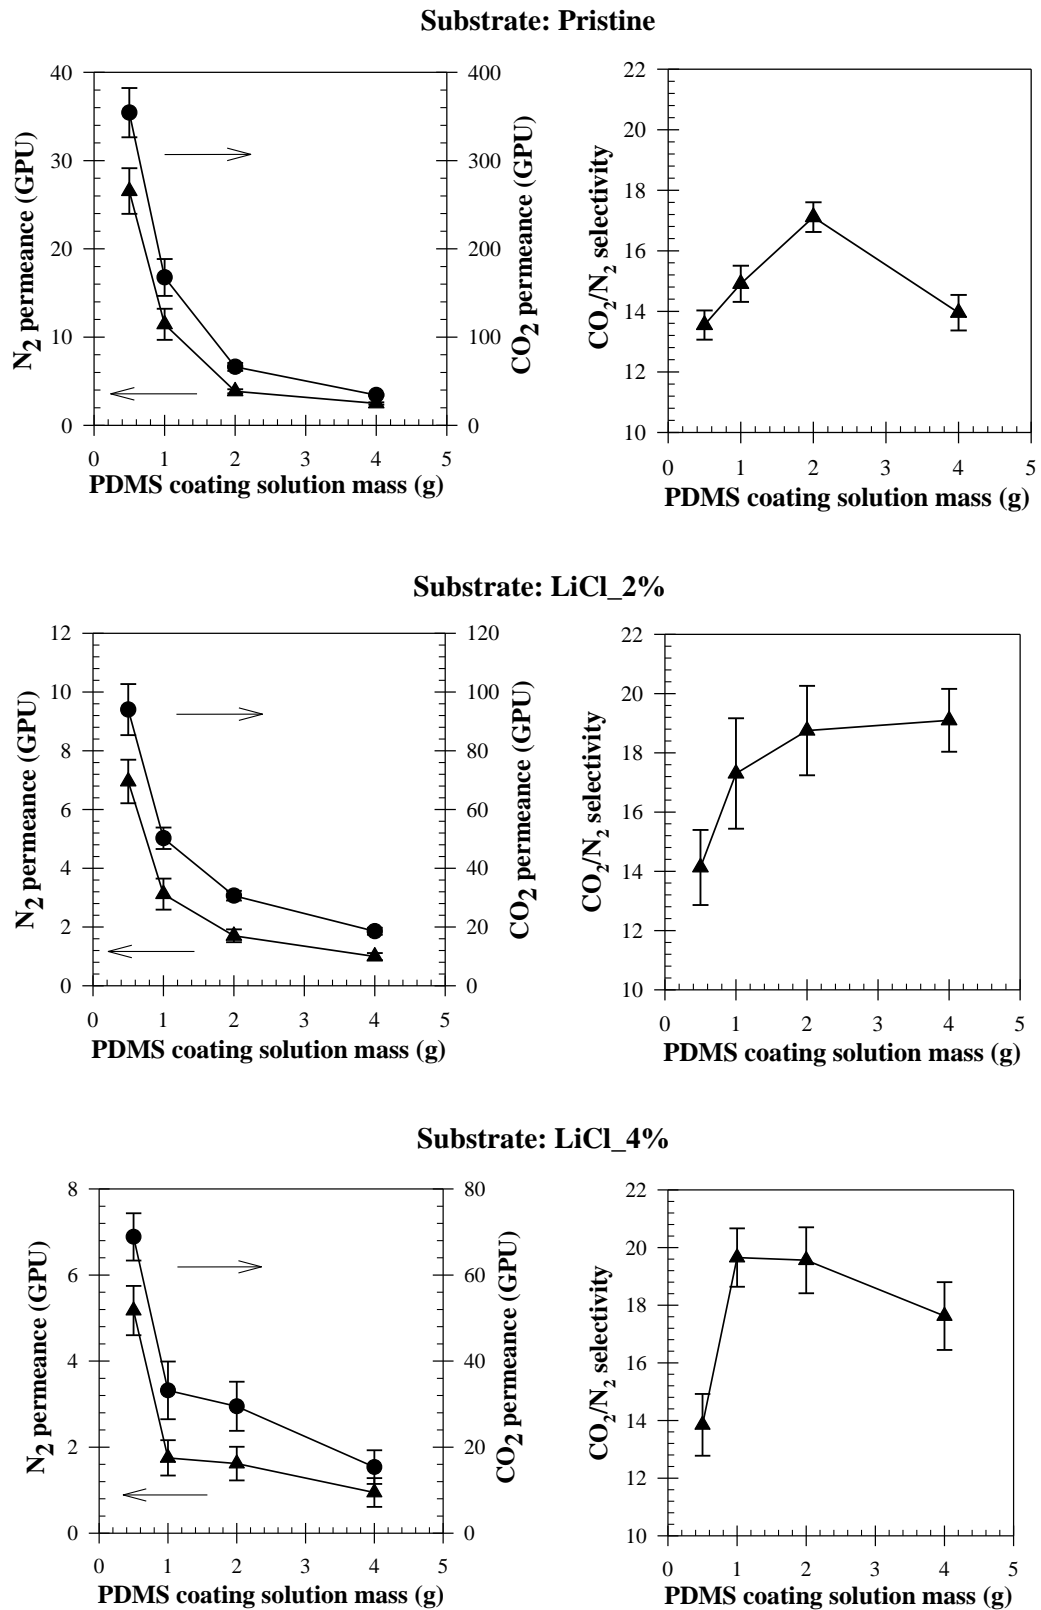 Substrate: Pristine
N2 permeance (GPU)
40
30
20
10
0
400
300
200
100
0
CO2 permeance (GPU)
0 1 2 3 4 5
PDMS coating solution mass (g)
CO2/N2 selectivity
22
20
18
16
14
12
10
0 1 2 3 4 5
PDMS coating solution mass (g)
Substrate: LiCl_2%
N2 permeance (GPU)
12
10
8
6
4
2
0
120
100
80
60
40
20
0
CO2 permeance (GPU)
0 1 2 3 4 5
PDMS coating solution mass (g)
CO2/N2 selectivity
22
20
18
16
14
12
10
0 1 2 3 4 5
PDMS coating solution mass (g)
Substrate: LiCl_4%
N2 permeance (GPU)
8
6
4
2
0
80
60
40
20
0
CO2 permeance (GPU)
0 1 2 3 4 5
PDMS coating solution mass (g)
CO2/N2 selectivity
22
20
18
16
14
12
10
0 1 2 3 4 5
PDMS coating solution mass (g)